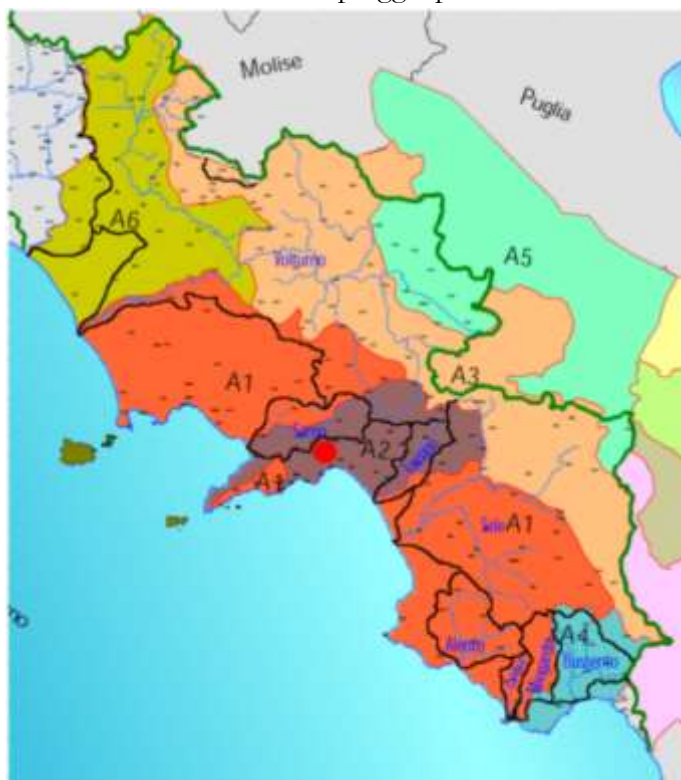 Molise
Puglia
A6
Volturno
A5
A1
A3
Sarno
A2
A1
Sele
A1
A4
Alento
Bussento